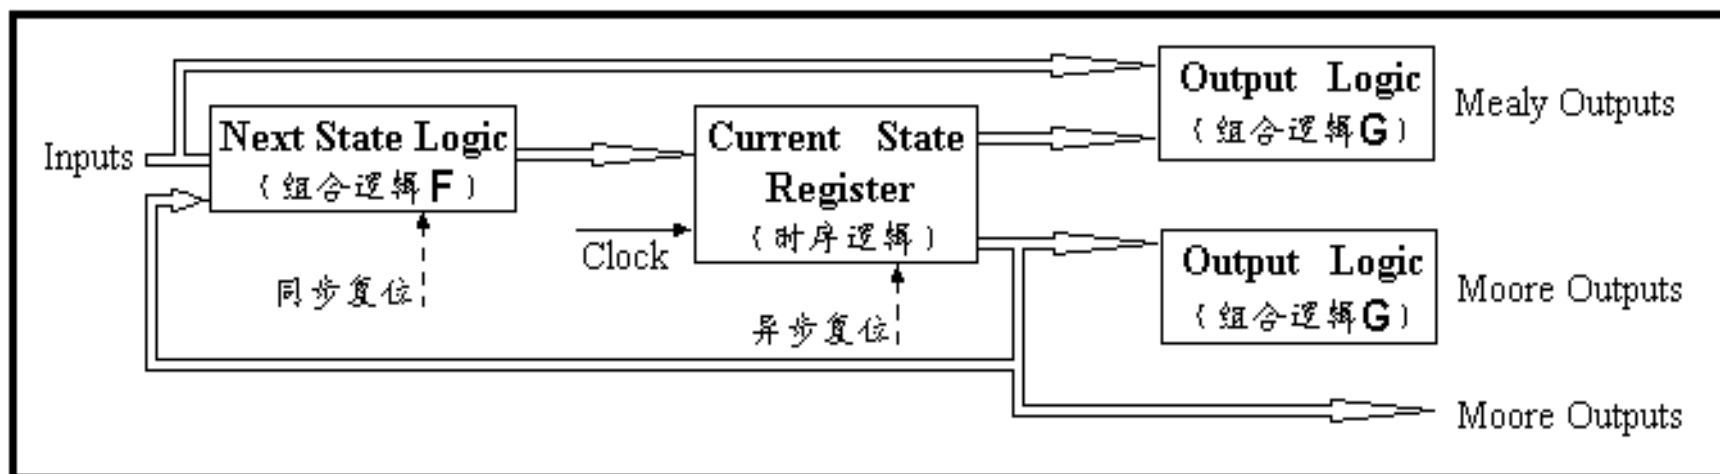 Inputs
Next State Logic
(组合逻辑F)
同步复位
Clock
Current State
Register
(时序逻辑)
异步复位
Output Logic
(组合逻辑G)
Mealy Outputs
Output Logic
(组合逻辑G)
Moore Outputs
Moore Outputs